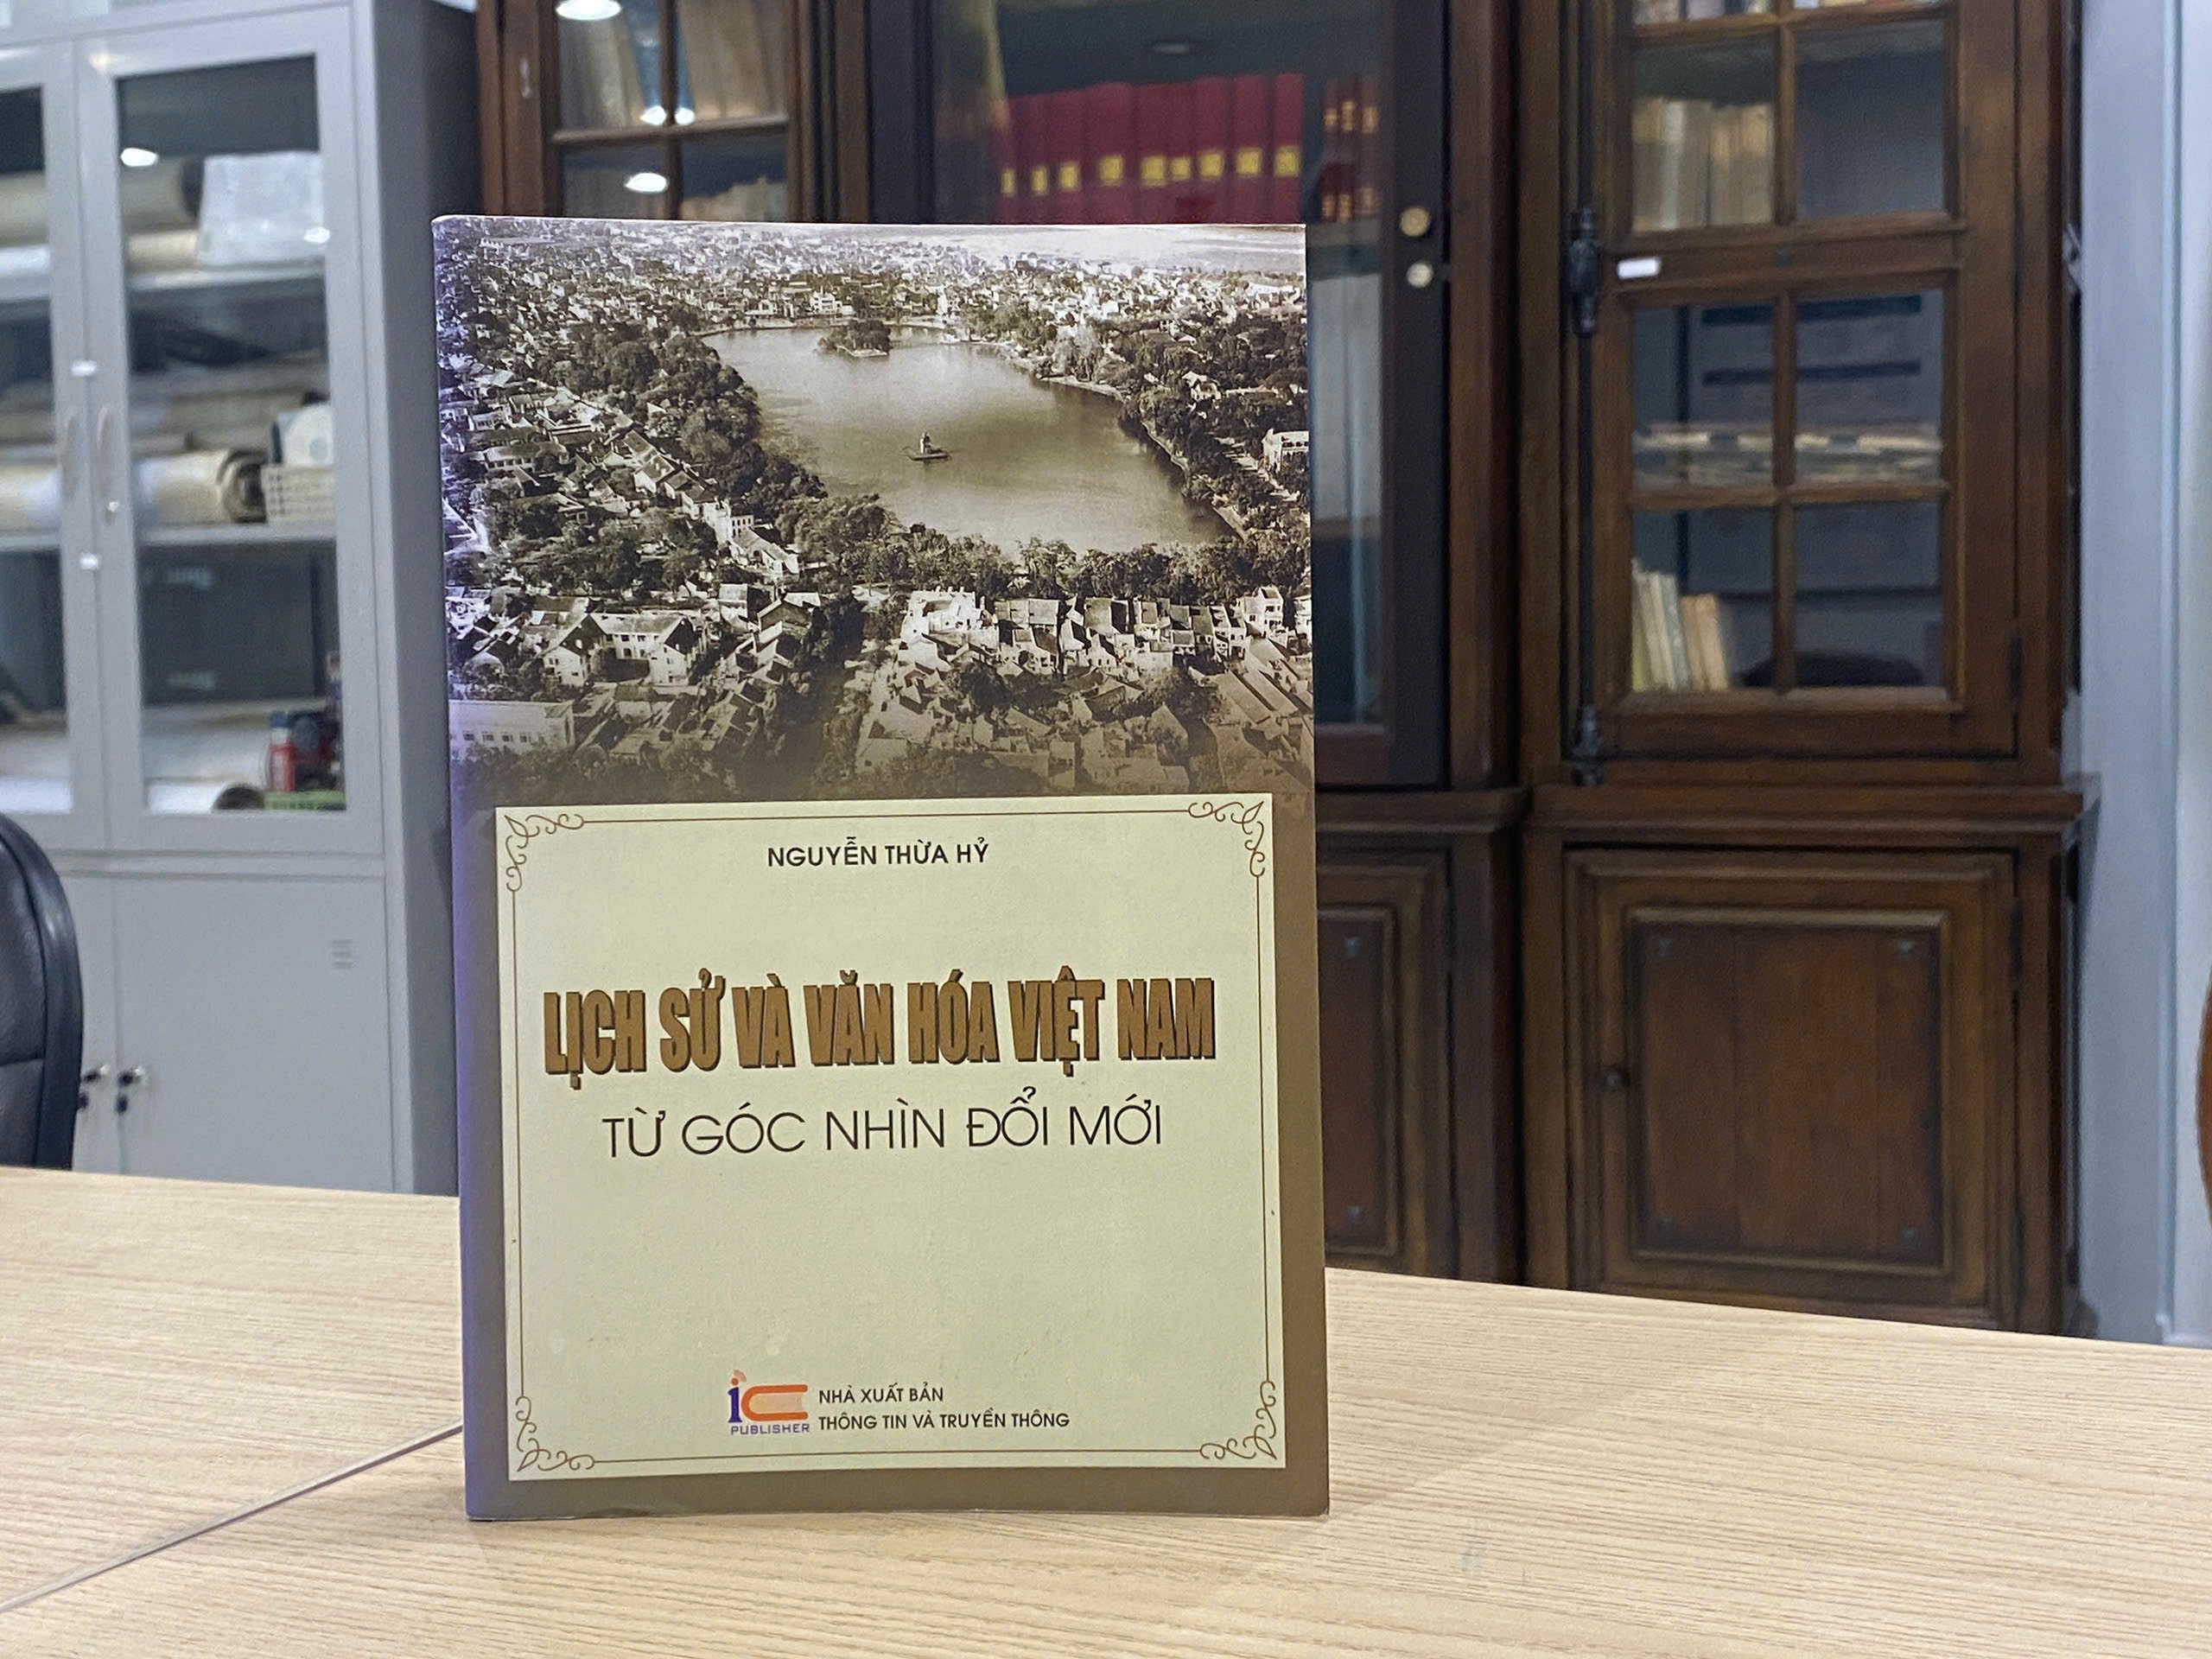 NGUYỄN THỪA HỶ
LỊCH SỬ VÀ VĂN HÓA VIỆT NAM
TỪ GÓC NHÌN ĐỔI MỚI
iC
PUBLISHER
NHÀ XUẤT BẢN
THÔNG TIN VÀ TRUYỀN THÔNG